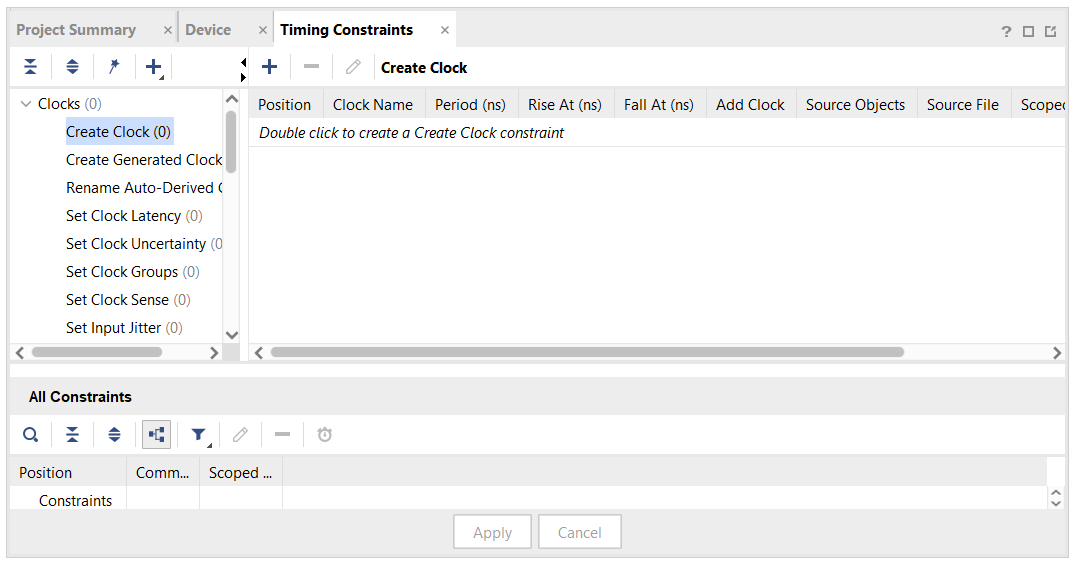 Project Summary × Device × Timing Constraints ×
?
Create Clock
Clocks (0)
Create Clock (0)
Create Generated Clock
Rename Auto-Derived C
Set Clock Latency (0)
Set Clock Uncertainty (0
Set Clock Groups (0)
Set Clock Sense (0)
Set Input Jitter (0)
Position Clock Name Period (ns) Rise At (ns) Fall At (ns) Add Clock Source Objects Source File Scoped
Double click to create a Create Clock constraint
All Constraints
Position Comm... Scoped ...
Constraints
Apply Cancel